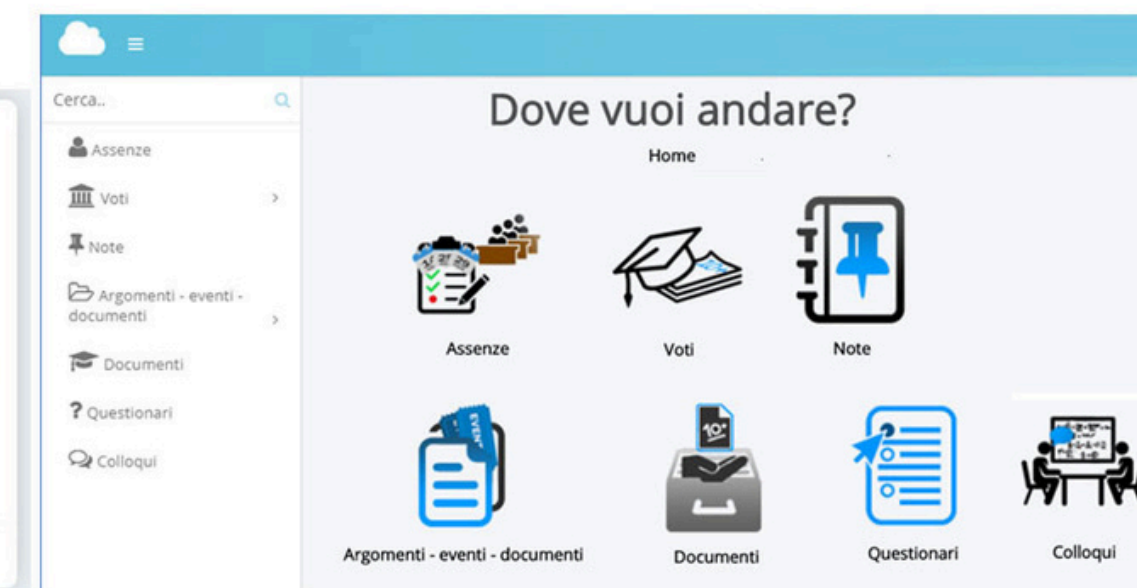 Cerca..
Assenze
Voti
Note
Argomenti - eventi -
documenti
Documenti
Questionari
Colloqui
Dove vuoi andare?
Home
Assenze
Voti
Note
Argomenti - eventi - documenti
Documenti
Questionari
Colloqui